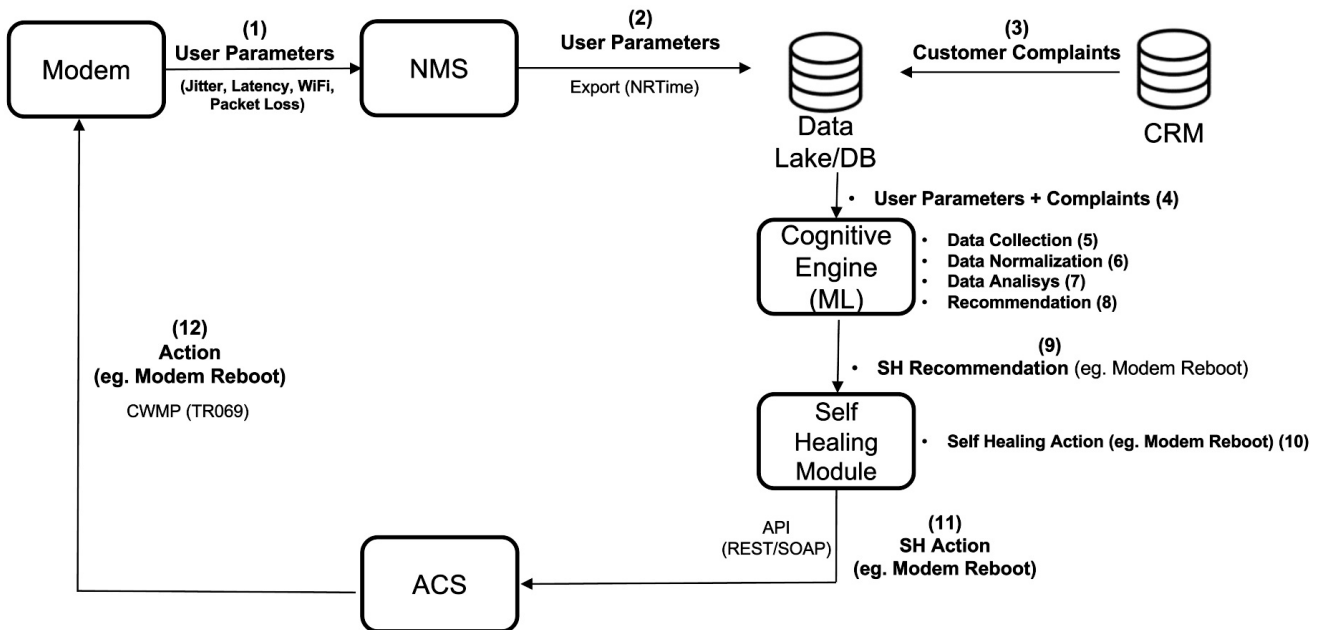 Modem
(1)
User Parameters
(Jitter, Latency, WiFi,
Packet Loss)
NMS
(2)
User Parameters
Export (NRTime)
Data
Lake/DB
(3)
Customer Complaints
CRM
• User Parameters + Complaints (4)
Cognitive
Engine
(ML)
• Data Collection (5)
• Data Normalization (6)
• Data Analisys (7)
• Recommendation (8)
(9)
• SH Recommendation (eg. Modem Reboot)
Self
Healing
Module
• Self Healing Action (eg. Modem Reboot) (10)
API
(REST/SOAP)
(11)
SH Action
(eg. Modem Reboot)
ACS
(12)
Action
(eg. Modem Reboot)
CWMP (TR069)